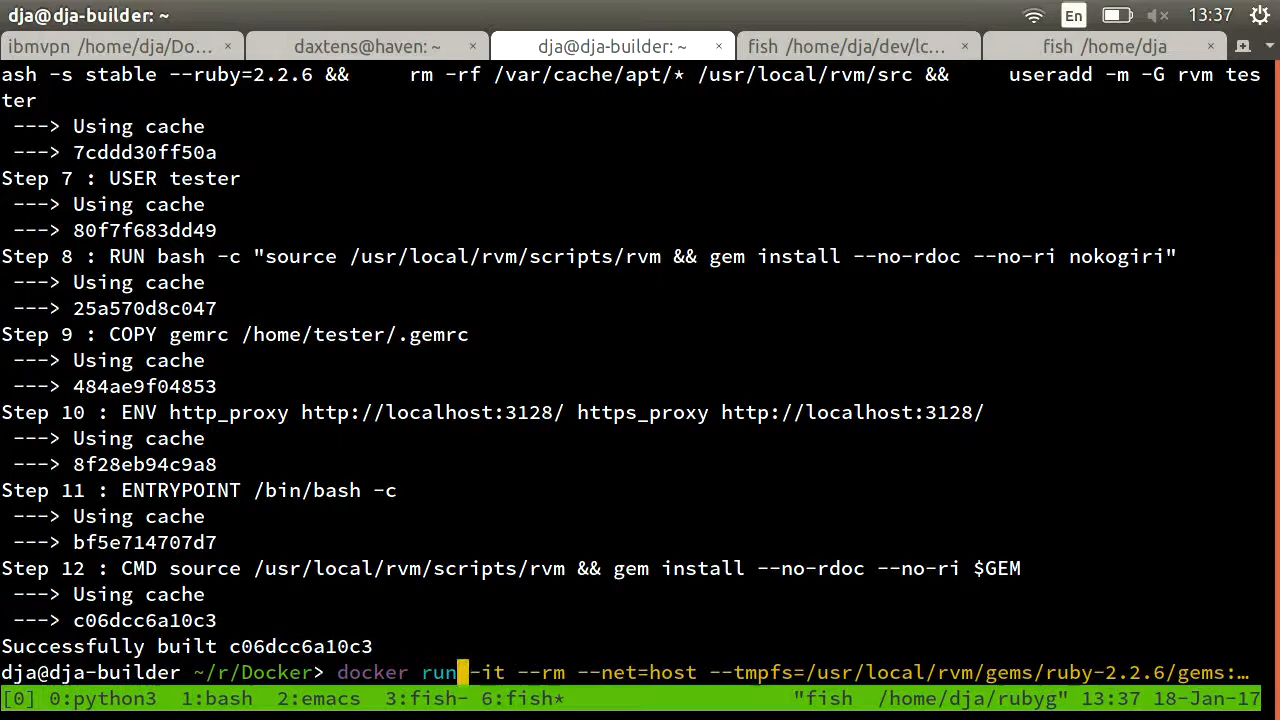 dja@dja-builder: ~ En 13:37
ibmvpn /home/dja/Do... × daxtens@haven: ~ × dja@dja-builder: ~ × fish /home/dja/dev/lc... × fish /home/dja ×
ash -s stable --ruby=2.2.6 &&     rm -rf /var/cache/apt/* /usr/local/rvm/src &&     useradd -m -G rvm tes
ter
 ---> Using cache
 ---> 7cddd30ff50a
Step 7 : USER tester
 ---> Using cache
 ---> 80f7f683dd49
Step 8 : RUN bash -c "source /usr/local/rvm/scripts/rvm && gem install --no-rdoc --no-ri nokogiri"
 ---> Using cache
 ---> 25a570d8c047
Step 9 : COPY gemrc /home/tester/.gemrc
 ---> Using cache
 ---> 484ae9f04853
Step 10 : ENV http_proxy http://localhost:3128/ https_proxy http://localhost:3128/
 ---> Using cache
 ---> 8f28eb94c9a8
Step 11 : ENTRYPOINT /bin/bash -c
 ---> Using cache
 ---> bf5e714707d7
Step 12 : CMD source /usr/local/rvm/scripts/rvm && gem install --no-rdoc --no-ri $GEM
 ---> Using cache
 ---> c06dcc6a10c3
Successfully built c06dcc6a10c3
dja@dja-builder ~/r/Docker> docker run -it --rm --net=host --tmpfs=/usr/local/rvm/gems/ruby-2.2.6/gems:…
[0] 0:python3  1:bash  2:emacs  3:fish- 6:fish* "fish  /home/dja/rubyg" 13:37 18-Jan-17